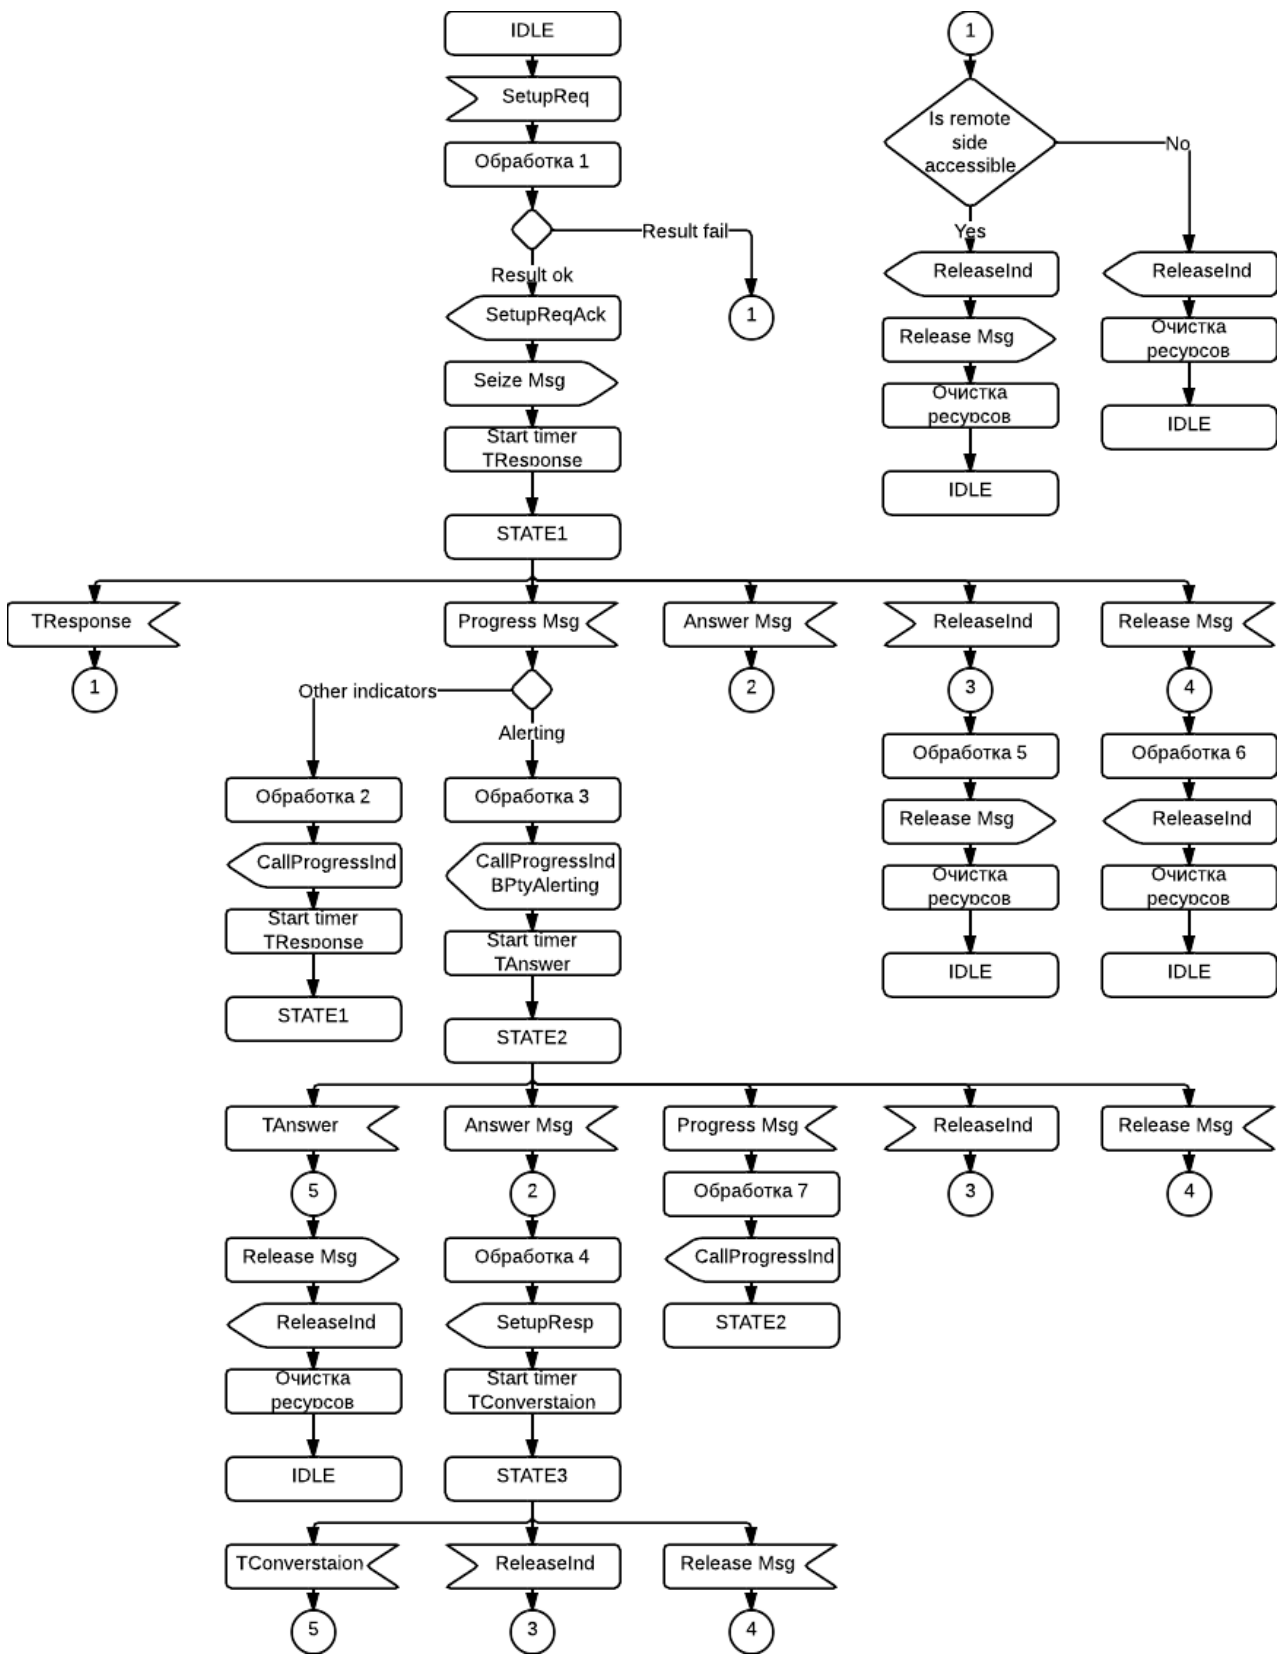 IDLE
1
SetupReq
Is remote
side
accessible
No
Обработка 1
Result fail
Yes
Result ok
ReleaseInd
ReleaseInd
SetupReqAck
1
Release Msg
Очистка
ресурсов
Seize Msg
Очистка
ресурсов
IDLE
Start timer
TResponse
IDLE
STATE1
TResponse
Progress Msg
Answer Msg
ReleaseInd
Release Msg
1
2
3
4
Other indicators
Alerting
Обработка 5
Обработка 6
Обработка 2
Обработка 3
Release Msg
ReleaseInd
CallProgressInd
CallProgressInd
BPtyAlerting
Очистка
ресурсов
Очистка
ресурсов
Start timer
TResponse
Start timer
TAnswer
IDLE
IDLE
STATE1
STATE2
TAnswer
Answer Msg
Progress Msg
ReleaseInd
Release Msg
5
2
Обработка 7
3
4
Release Msg
Обработка 4
CallProgressInd
ReleaseInd
SetupResp
STATE2
Очистка
ресурсов
Start timer
TConverstaion
IDLE
STATE3
TConverstaion
ReleaseInd
Release Msg
5
3
4